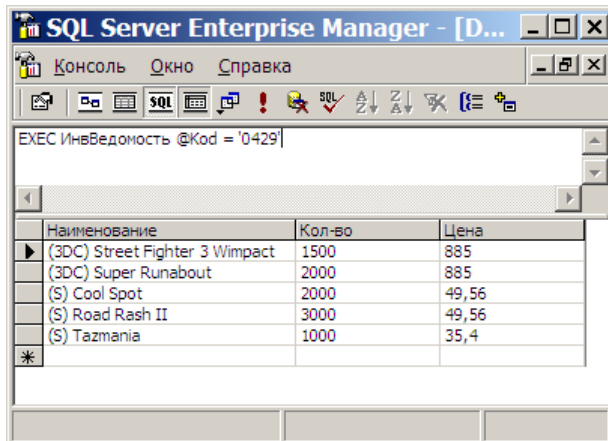 SQL Server Enterprise Manager - [D...
Консоль Окно Справка
SQL SQL A Z Z A
EXEC ИнвВедомость @Kod = '0429'
Наименование Кол-во Цена
(3DC) Street Fighter 3 Wimpact 1500 885
(3DC) Super Runabout 2000 885
(S) Cool Spot 2000 49,56
(S) Road Rash II 3000 49,56
(S) Tazmania 1000 35,4